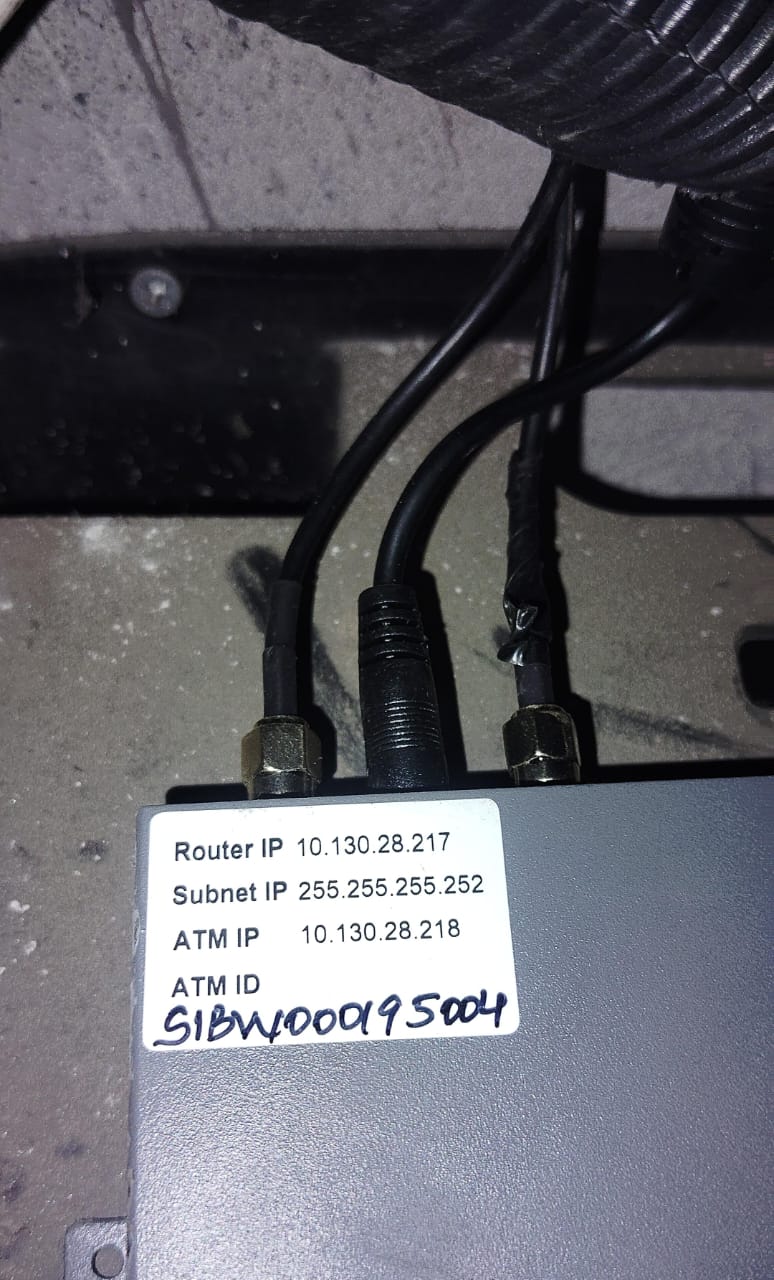 Router IP 10.130.28.217
Subnet IP 255.255.255.252
ATM IP 10.130.28.218
ATM ID
S1BW000195004